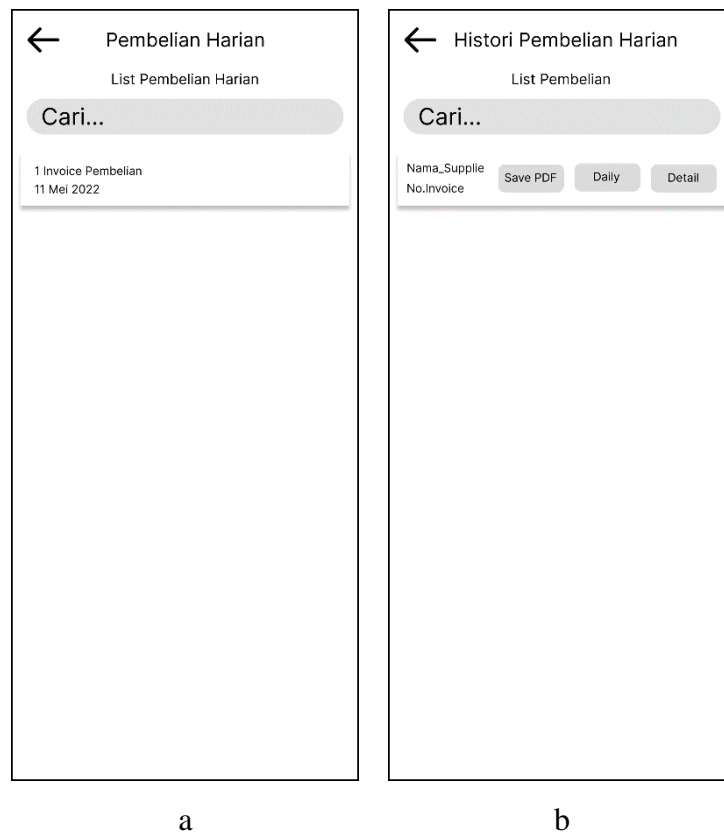 Pembelian Harian
List Pembelian Harian
Cari...
1 Invoice Pembelian
11 Mei 2022
a
Histori Pembelian Harian
List Pembelian
Cari...
Nama_Supplie
No.Invoice
Save PDF
Daily
Detail
b